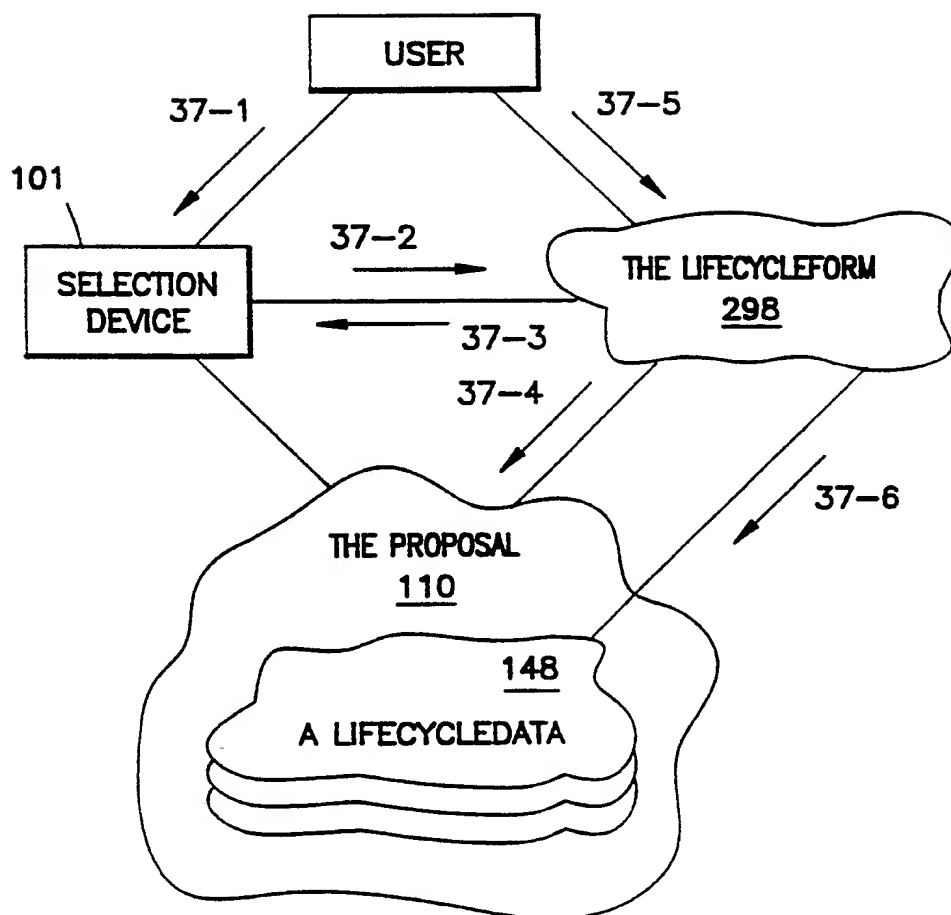 USER
37-1
37-5
101
SELECTION
DEVICE
37-2
THE LIFECYCLEFORM
298
37-3
37-4
37-6
THE PROPOSAL
110
148
A LIFECYCLEDATA